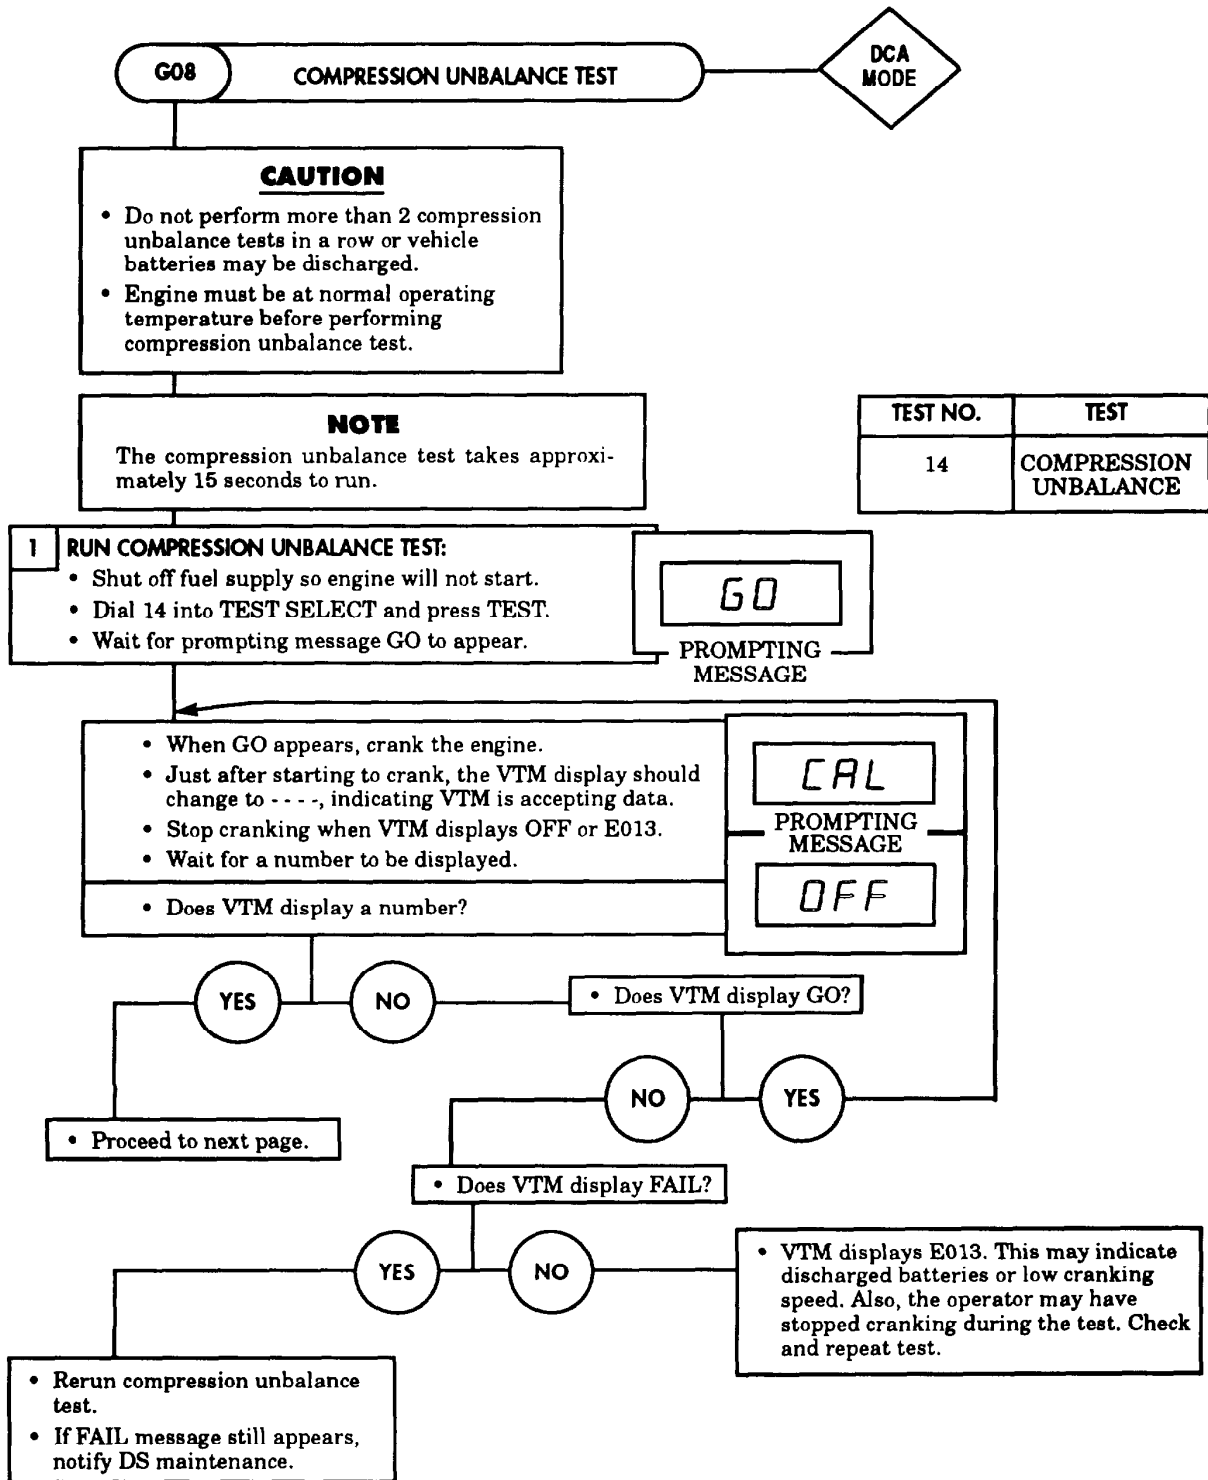 G08 COMPRESSION UNBALANCE TEST
DCA
MODE
CAUTION
• Do not perform more than 2 compression
unbalance tests in a row or vehicle
batteries may be discharged.
• Engine must be at normal operating
temperature before performing
compression unbalance test.
NOTE
The compression unbalance test takes approxi-
mately 15 seconds to run.
TEST NO. TEST
14 COMPRESSION
UNBALANCE
1 RUN COMPRESSION UNBALANCE TEST:
• Shut off fuel supply so engine will not start.
• Dial 14 into TEST SELECT and press TEST.
• Wait for prompting message GO to appear.
GO
PROMPTING
MESSAGE
• When GO appears, crank the engine.
• Just after starting to crank, the VTM display should
change to - - - -, indicating VTM is accepting data.
• Stop cranking when VTM displays OFF or E013.
• Wait for a number to be displayed.
• Does VTM display a number?
CAL
PROMPTING
MESSAGE
OFF
YES
NO
• Does VTM display GO?
NO
YES
• Proceed to next page.
• Does VTM display FAIL?
YES
NO
• VTM displays E013. This may indicate
discharged batteries or low cranking
speed. Also, the operator may have
stopped cranking during the test. Check
and repeat test.
• Rerun compression unbalance
test.
• If FAIL message still appears,
notify DS maintenance.